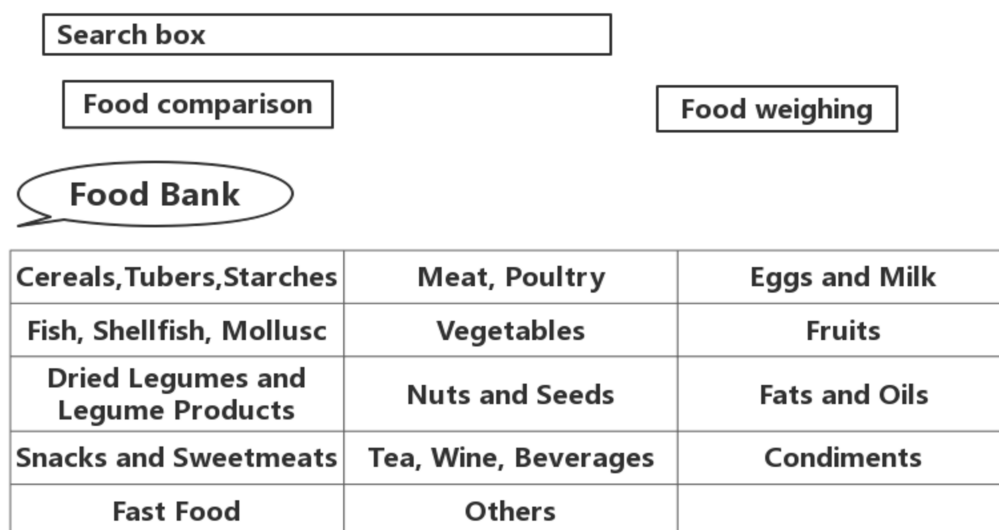 Search box
Food comparison
Food weighing
Food Bank
Cereals,Tubers,Starches
Meat, Poultry
Eggs and Milk
Fish, Shellfish, Mollusc
Vegetables
Fruits
Dried Legumes and
Legume Products
Nuts and Seeds
Fats and Oils
Snacks and Sweetmeats
Tea, Wine, Beverages
Condiments
Fast Food
Others